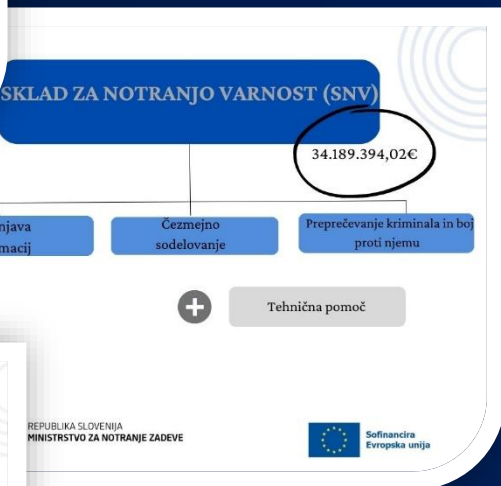 SKLAD ZA NOTRANJO VARNOST (SNV)
34.189.394,02€
Čezmejno
sodelovanje
Preprečevanje kriminala in boj
proti njemu
Tehnična pomoč
REPUBLIKA SLOVENIJA
MINISTRSTVO ZA NOTRANJE ZADEVE
Sofinancira
Evropska unija